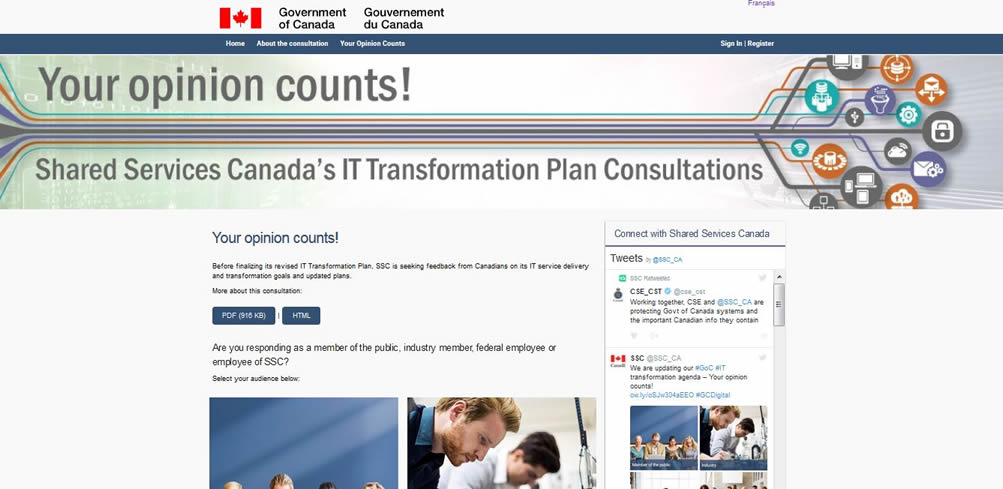 Français
Government of Canada
Gouvernement du Canada
Home About the consultation Your Opinion Counts Sign In | Register
Your opinion counts!
Shared Services Canada's IT Transformation Plan Consultations
Your opinion counts!
Before finalizing its revised IT Transformation Plan, SSC is seeking feedback from Canadians on its IT service delivery
and transformation goals and updated plans.
More about this consultation:
PDF (916 KB) | HTML
Are you responding as a member of the public, industry member, federal employee or
employee of SSC?
Select your audience below:
Connect with Shared Services Canada
Tweets by @SSC_CA
SSC Retweeted
CSE_CST @cse_cst
Working together, CSE and @SSC_CA are
protecting Govt of Canada systems and
the important Canadian info they contain
SSC @SSC_CA
We are updating our #GoC #IT
transformation agenda – Your opinion
counts!
ow.ly/oSJw304aEEO #GCDigital
Member of the public
Industry